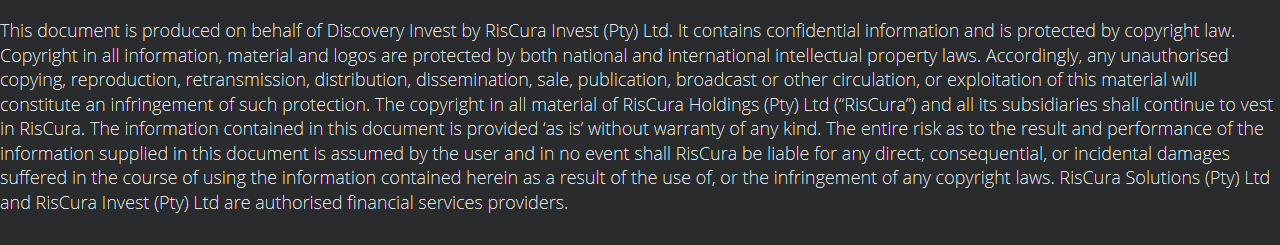 This document is produced on behalf of Discovery Invest by RisCura Invest (Pty) Ltd. It contains confidential information and is protected by copyright law.
Copyright in all information, material and logos are protected by both national and international intellectual property laws. Accordingly, any unauthorised
copying, reproduction, retransmission, distribution, dissemination, sale, publication, broadcast or other circulation, or exploitation of this material will
constitute an infringement of such protection. The copyright in all material of RisCura Holdings (Pty) Ltd (“RisCura”) and all its subsidiaries shall continue to vest
in RisCura. The information contained in this document is provided ‘as is’ without warranty of any kind. The entire risk as to the result and performance of the
information supplied in this document is assumed by the user and in no event shall RisCura be liable for any direct, consequential, or incidental damages
suffered in the course of using the information contained herein as a result of the use of, or the infringement of any copyright laws. RisCura Solutions (Pty) Ltd
and RisCura Invest (Pty) Ltd are authorised financial services providers.